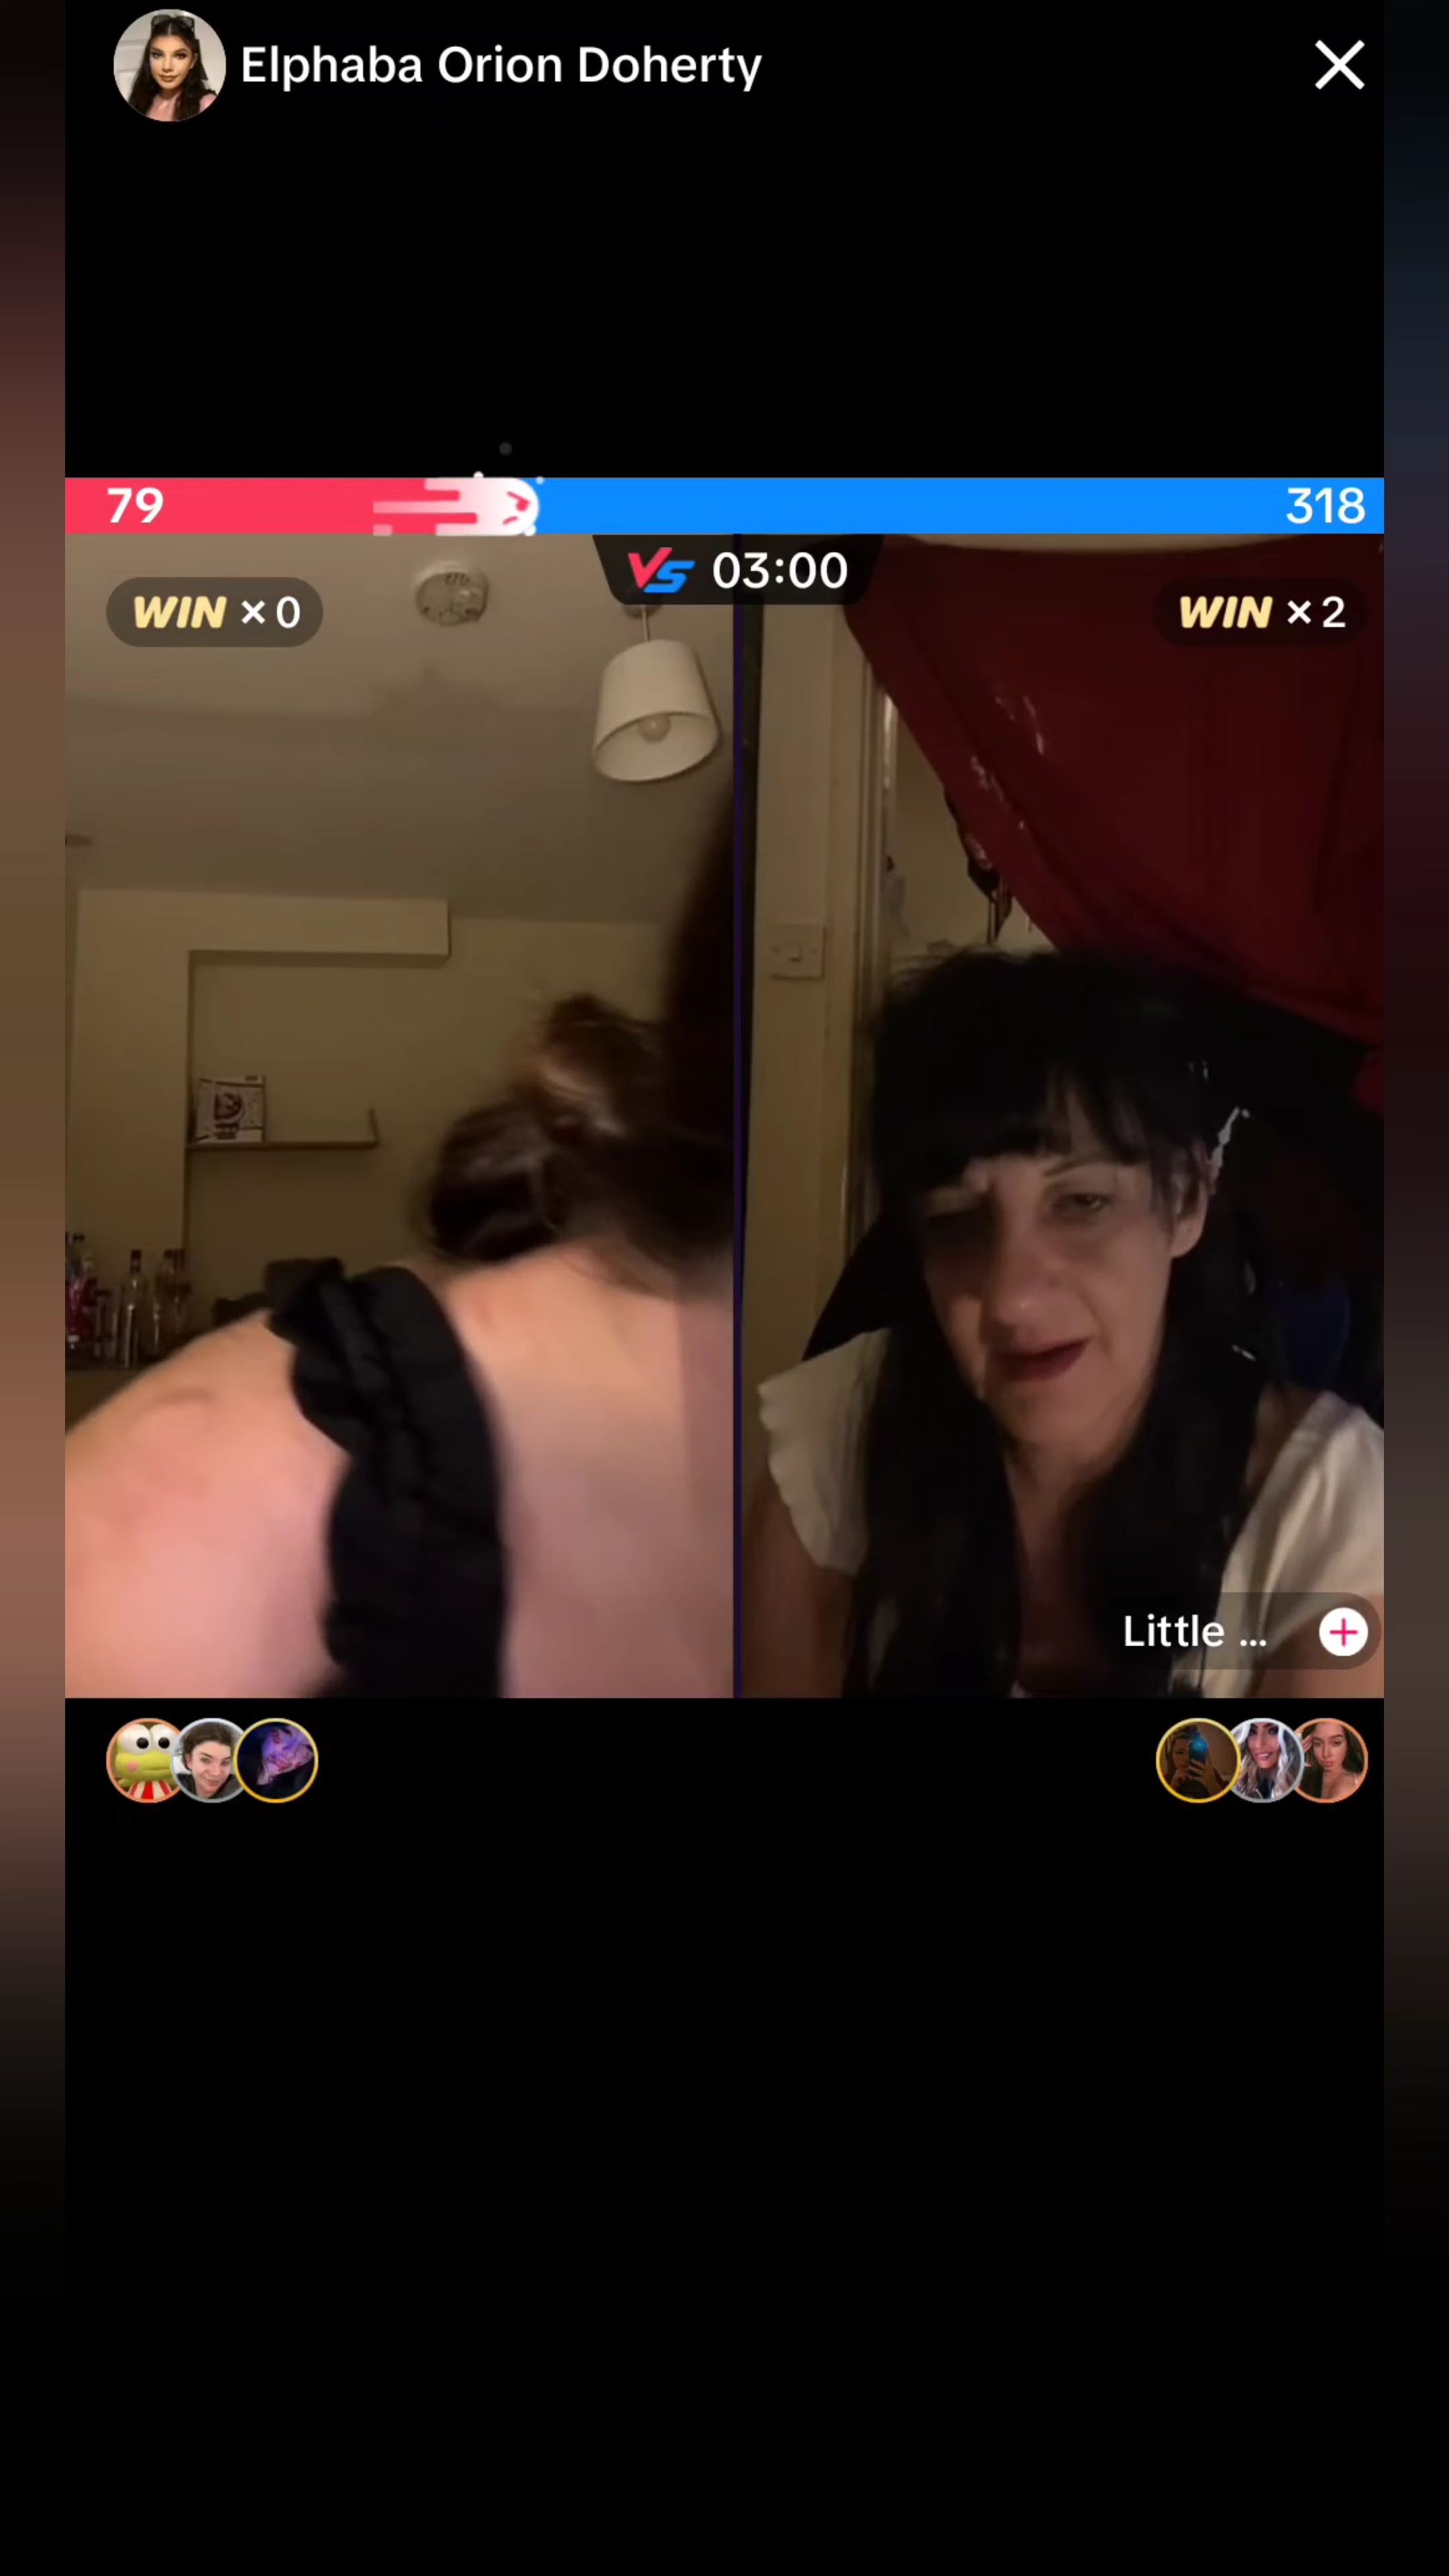 Elphaba Orion Doherty
79
318
VS 03:00
WIN × 0
WIN × 2
Little ...